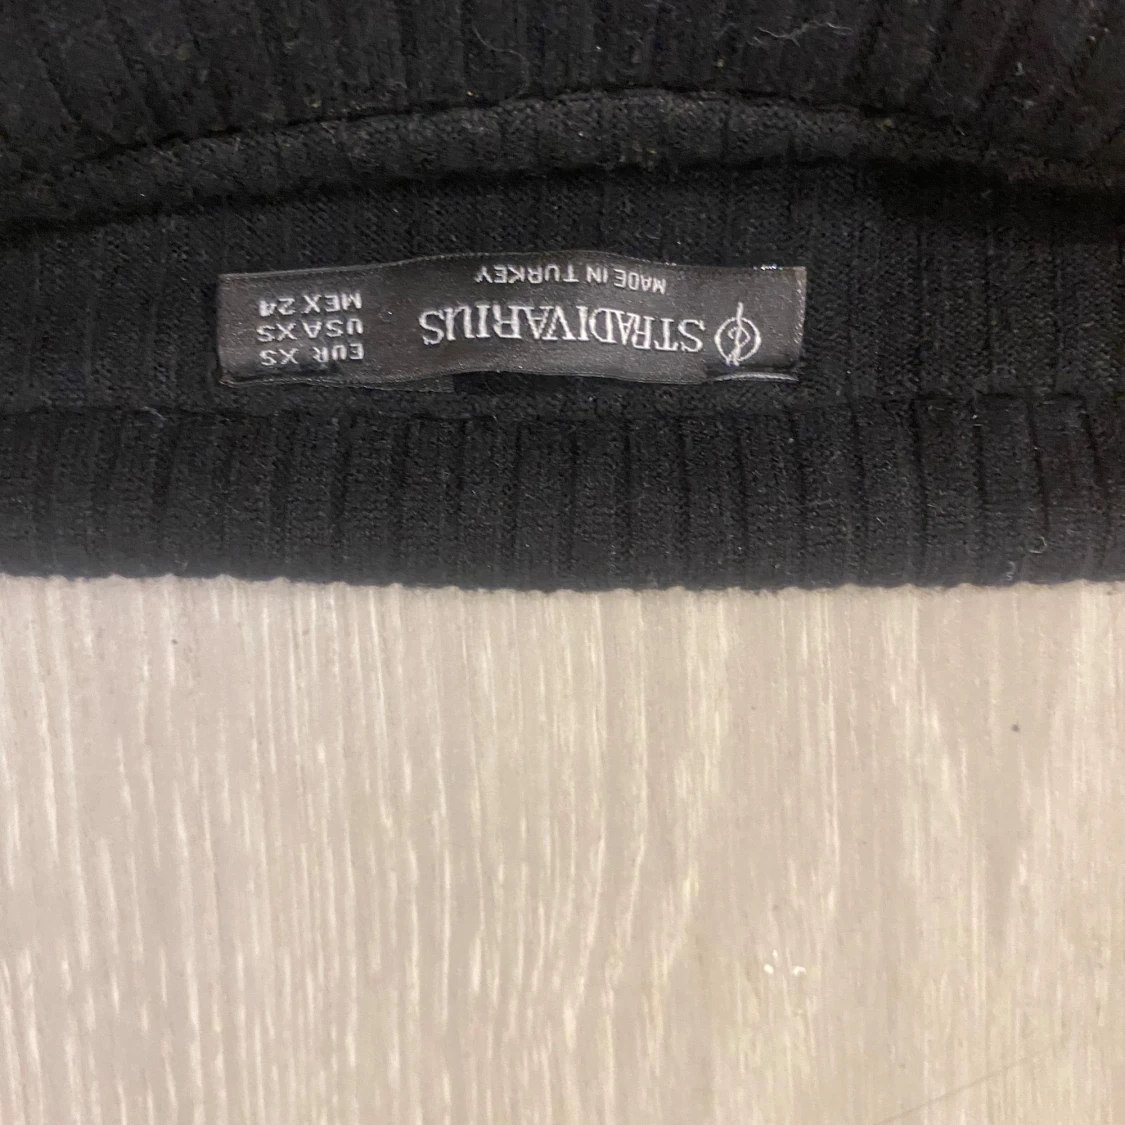 STRADIVARIUS
MADE IN TURKEY
EUR XS
USA XS
MEX 24